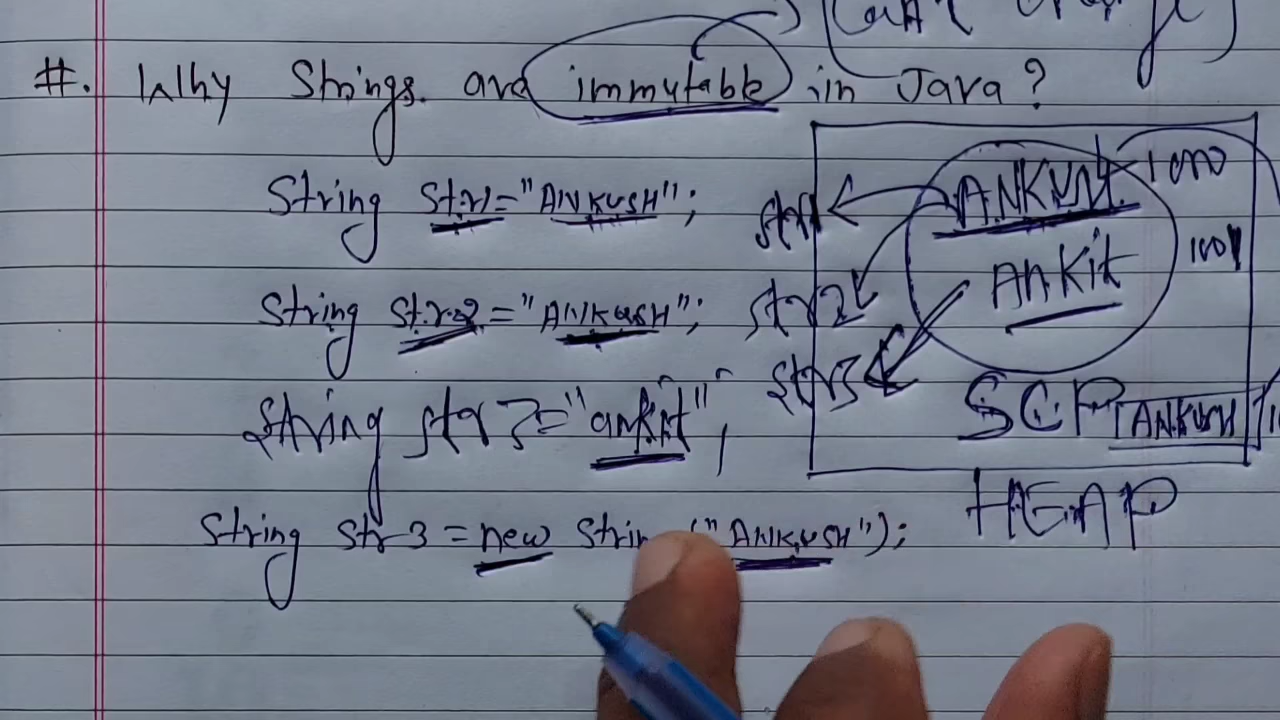 #. Why Strings are immutable in Java?
String Str1="ANKUSH";
String Str2="ANKUSH";
String str3="ankit",
String Str3 = new Strin ("ANKUSH");
str1
str2
str3
ANKUSH 1000
Ankit 1001
SCP ANKUSH
HEAP